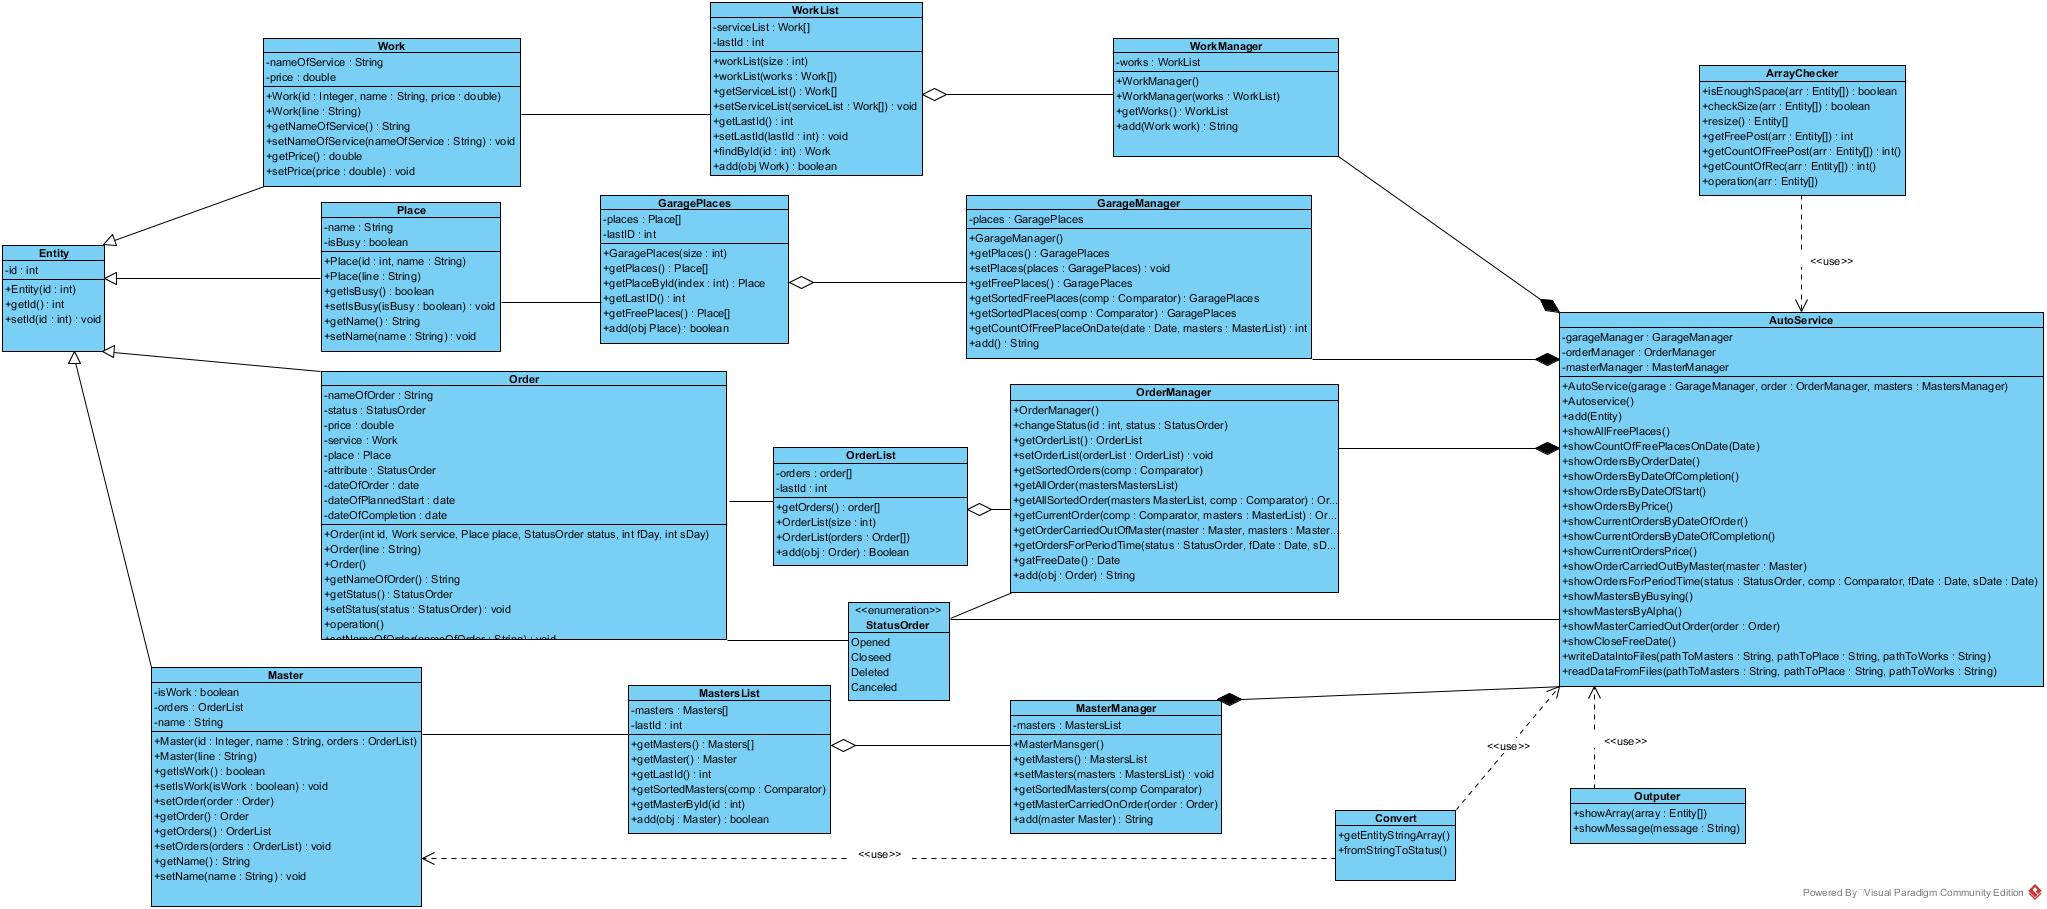 Work
-nameOfService : String
-price : double
+Work(id : Integer, name : String, price : double)
+Work(line : String)
+getNameOfService() : String
+setNameOfService(nameOfService : String) : void
+getPrice() : double
+setPrice(price : double) : void
WorkList
-serviceList : Work[]
-lastId : int
+workList(size : int)
+workList(works : Work[])
+getServiceList() : Work[]
+setServiceList(serviceList : Work[]) : void
+getLastId() : int
+setLastId(lastId : int) : void
+findById(id : int) : Work
+add(obj Work) : boolean
WorkManager
-works : WorkList
+WorkManager()
+WorkManager(works : WorkList)
+getWorks() : WorkList
+add(Work work) : String
ArrayChecker
+isEnoughSpace(arr : Entity[]) : boolean
+checkSize(arr : Entity[]) : boolean
+resize() : Entity[]
+getFreePost(arr : Entity[]) : int
+getCountOfFreePost(arr : Entity[]) : int()
+getCountOfRec(arr : Entity[]) : int()
+operation(arr : Entity[])
<<use>>
Entity
-id : int
+Entity(id : int)
+getId() : int
+setId(id : int) : void
Place
-name : String
-isBusy : boolean
+Place(id : int, name : String)
+Place(line : String)
+getIsBusy() : boolean
+setIsBusy(isBusy : boolean) : void
+getName() : String
+setName(name : String) : void
GaragePlaces
-places : Place[]
-lastID : int
+GaragePlaces(size : int)
+getPlaces() : Place[]
+getPlaceById(index : int) : Place
+getLastID() : int
+getFreePlaces() : Place[]
+add(obj Place) : boolean
GarageManager
-places : GaragePlaces
+GarageManager()
+getPlaces() : GaragePlaces
+setPlaces(places : GaragePlaces) : void
+getFreePlaces() : GaragePlaces
+getSortedFreePlaces(comp : Comparator) : GaragePlaces
+getSortedPlaces(comp : Comparator) : GaragePlaces
+getCountOfFreePlaceOnDate(date : Date, masters : MasterList) : int
+add() : String
AutoService
-garageManager : GarageManager
-orderManager : OrderManager
-masterManager : MasterManager
+AutoService(garage : GarageManager, order : OrderManager, masters : MastersManager)
+Autoservice()
+add(Entity)
+showAllFreePlaces()
+showCountOfFreePlacesOnDate(Date)
+showOrdersByOrderDate()
+showOrdersByDateOfCompletion()
+showOrdersByDateOfStart()
+showOrdersByPrice()
+showCurrentOrdersByDateOfOrder()
+showCurrentOrdersByDateOfCompletion()
+showCurrentOrdersPrice()
+showOrderCarriedOutByMaster(master : Master)
+showOrdersForPeriodTime(status : StatusOrder, comp : Comparator, fDate : Date, sDate : Date)
+showMastersByBusying()
+showMastersByAlpha()
+showMasterCarriedOutOrder(order : Order)
+showCloseFreeDate()
+writeDataIntoFiles(pathToMasters : String, pathToPlace : String, pathToWorks : String)
+readDataFromFiles(pathToMasters : String, pathToPlace : String, pathToWorks : String)
Order
-nameOfOrder : String
-status : StatusOrder
-price : double
-service : Work
-place : Place
-attribute : StatusOrder
-dateOfOrder : date
-dateOfPlannedStart : date
-dateOfCompletion : date
+Order(int id, Work service, Place place, StatusOrder status, int fDay, int sDay)
+Order(line : String)
+Order()
+getNameOfOrder() : String
+getStatus() : StatusOrder
+setStatus(status : StatusOrder) : void
+operation()
+setNameOfOrder(nameOfOrder : String) : void
OrderList
-orders : order[]
-lastId : int
+getOrders() : order[]
+OrderList(size : int)
+OrderList(orders : Order[])
+add(obj : Order) : Boolean
OrderManager
+OrderManager()
+changeStatus(id : int, status : StatusOrder)
+getOrderList() : OrderList
+setOrderList(orderList : OrderList) : void
+getSortedOrders(comp : Comparator)
+getAllOrder(mastersMastersList)
+getAllSortedOrder(masters MasterList, comp : Comparator) : Or...
+getCurrentOrder(comp : Comparator, masters : MasterList) : Or...
+getOrderCarriedOutOfMaster(master : Master, masters : Master...
+getOrdersForPeriodTime(status : StatusOrder, fDate : Date, sD...
+gatFreeDate() : Date
+add(obj : Order) : String
<<enumeration>>
StatusOrder
Opened
Closeed
Deleted
Canceled
Master
-isWork : boolean
-orders : OrderList
-name : String
+Master(id : Integer, name : String, orders : OrderList)
+Master(line : String)
+getIsWork() : boolean
+setIsWork(isWork : boolean) : void
+setOrder(order : Order)
+getOrder() : Order
+getOrders() : OrderList
+setOrders(orders : OrderList) : void
+getName() : String
+setName(name : String) : void
MastersList
-masters : Masters[]
-lastId : int
+getMasters() : Masters[]
+getMaster() : Master
+getLastId() : int
+getSortedMasters(comp : Comparator)
+getMasterById(id : int)
+add(obj : Master) : boolean
MasterManager
-masters : MastersList
+MasterMansger()
+getMasters() : MastersList
+setMasters(masters : MastersList) : void
+getSortedMasters(comp Comparator)
+getMasterCarriedOnOrder(order : Order)
+add(master Master) : String
<<use>>
<<use>>
Outputer
+showArray(array : Entity[])
+showMessage(message : String)
Convert
+getEntityStringArray()
+fromStringToStatus()
<<use>>
Powered By Visual Paradigm Community Edition